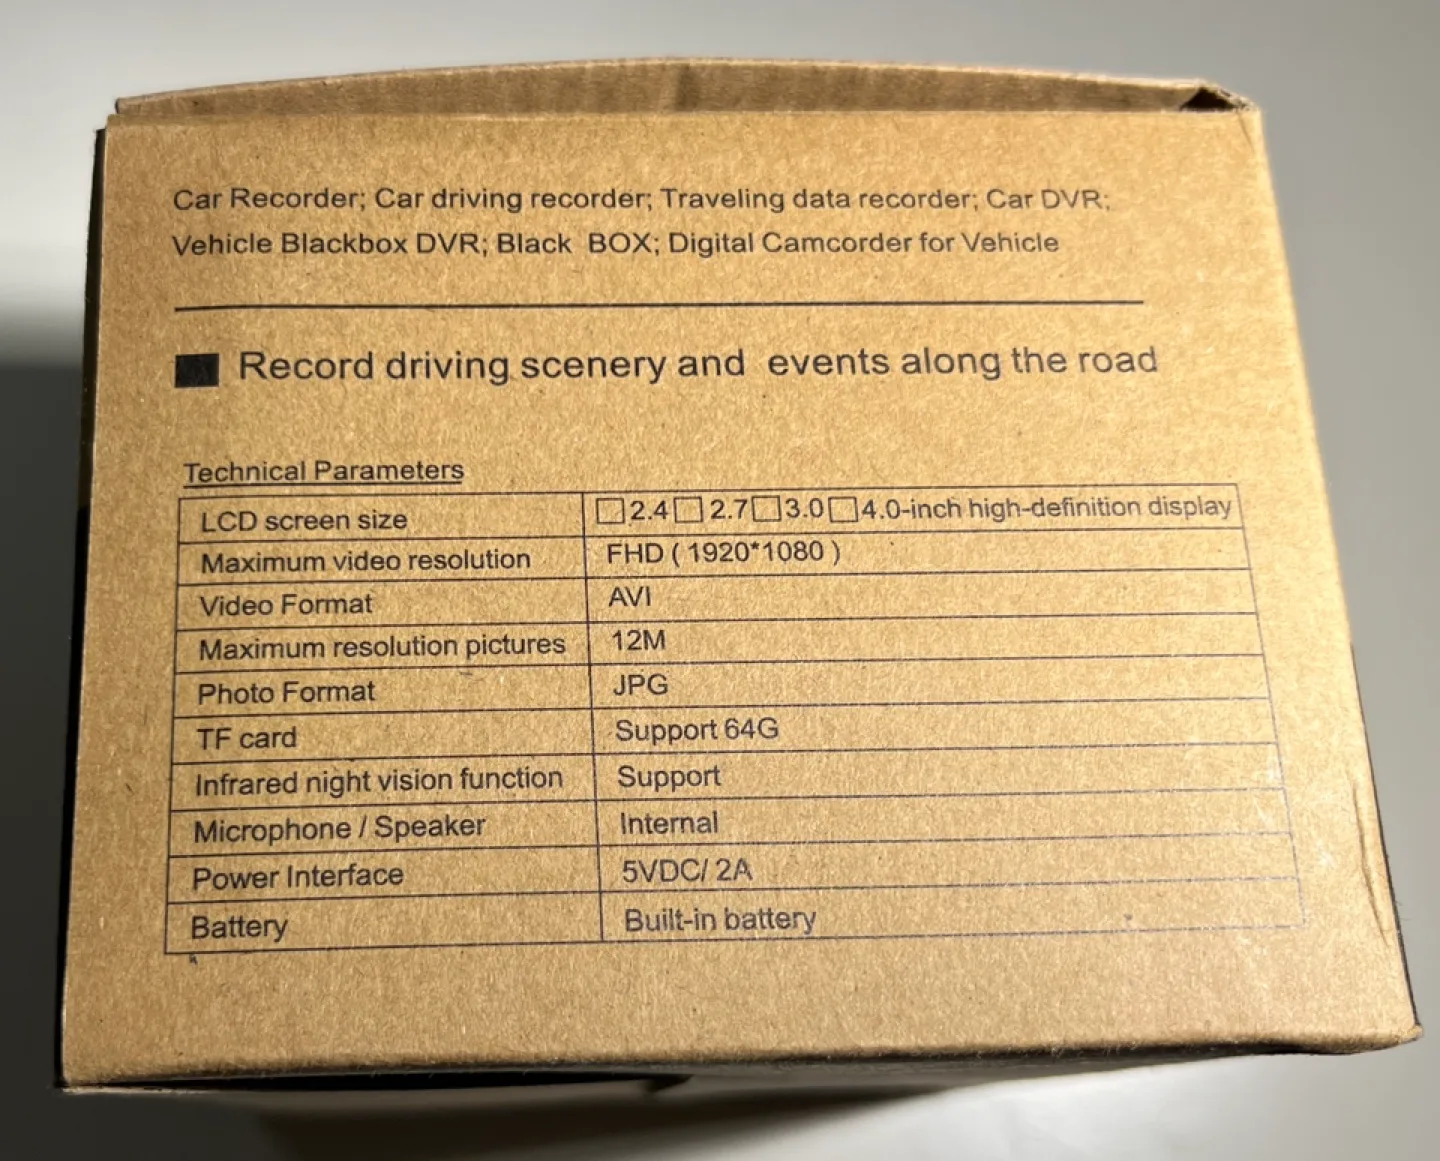 Car Recorder; Car driving recorder; Traveling data recorder; Car DVR;
Vehicle Blackbox DVR; Black BOX; Digital Camcorder for Vehicle
■ Record driving scenery and events along the road
Technical Parameters
LCD screen size □2.4□ 2.7□3.0□4.0-inch high-definition display
Maximum video resolution FHD ( 1920*1080 )
Video Format AVI
Maximum resolution pictures 12M
Photo Format JPG
TF card Support 64G
Infrared night vision function Support
Microphone / Speaker Internal
Power Interface 5VDC/ 2A
Battery Built-in battery